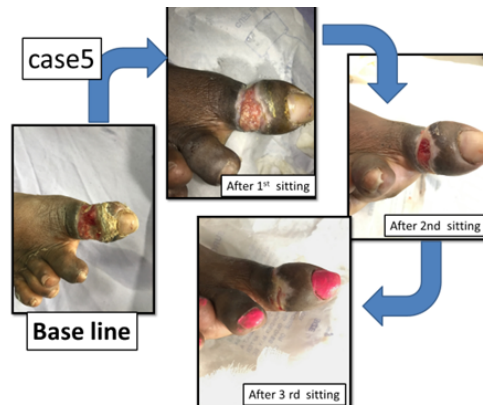 case5
After 1st sitting
After 2nd sitting
Base line
After 3 rd sitting